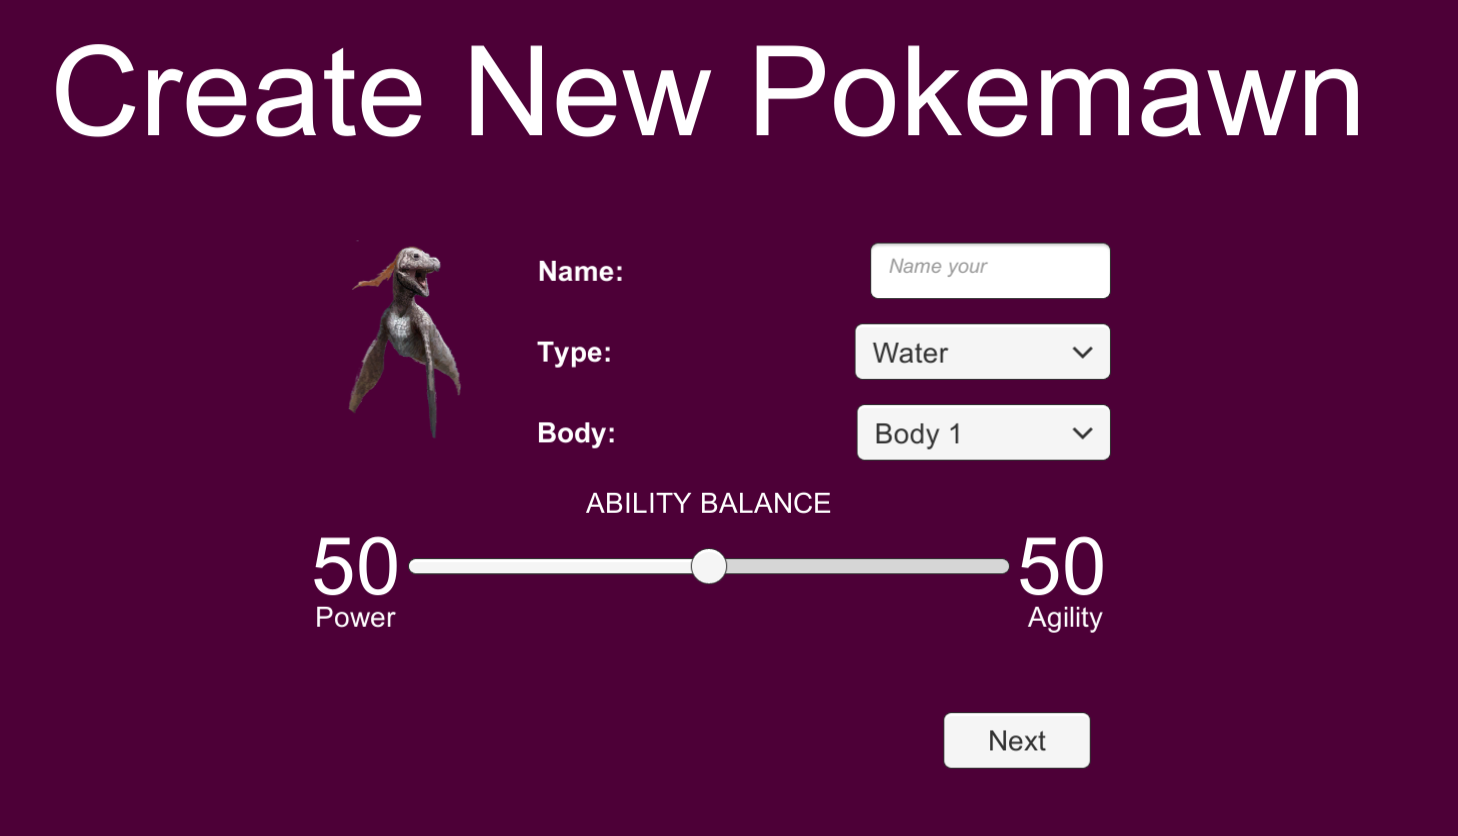 Create New Pokemawn
Name:
Name your
Type:
Water
Body:
Body 1
ABILITY BALANCE
50
50
Power
Agility
Next